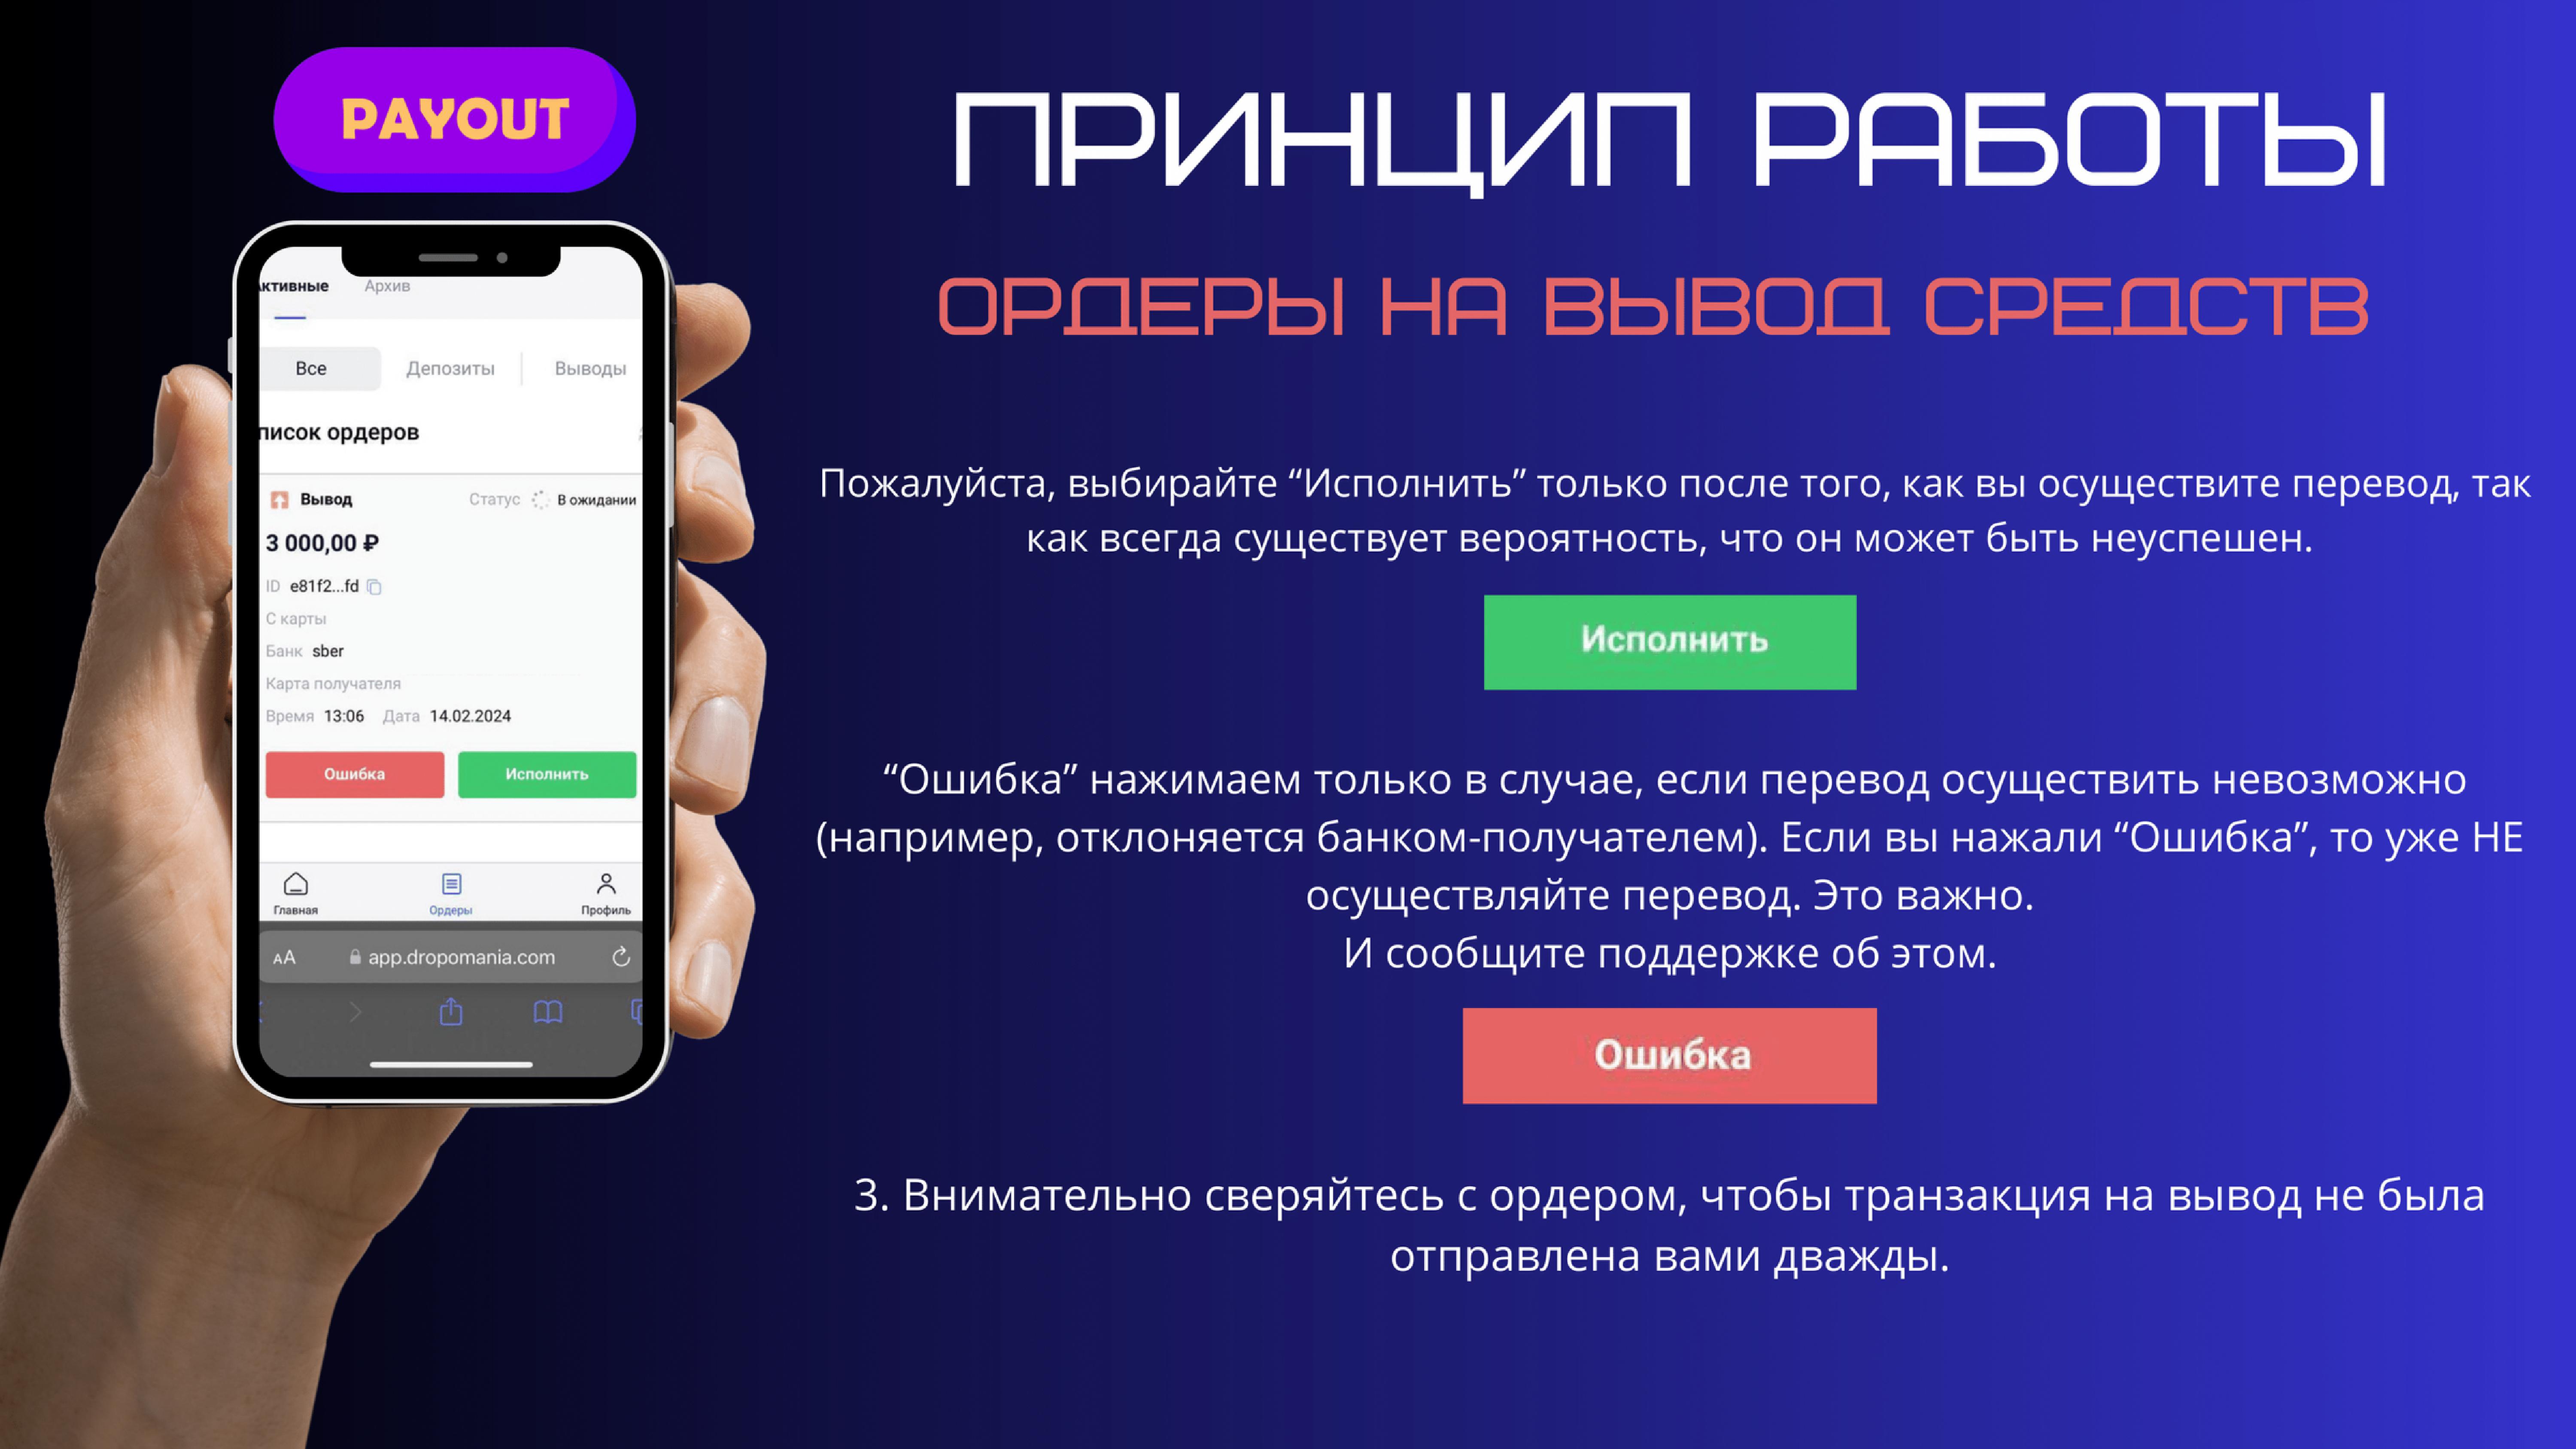 PAYOUT
ПРИНЦИП РАБОТЫ
ОРДЕРЫ НА ВЫВОД СРЕДСТВ
Пожалуйста, выбирайте “Исполнить” только после того, как вы осуществите перевод, так
как всегда существует вероятность, что он может быть неуспешен.
Исполнить
“Ошибка” нажимаем только в случае, если перевод осуществить невозможно
(например, отклоняется банком-получателем). Если вы нажали “Ошибка”, то уже НЕ
осуществляйте перевод. Это важно.
И сообщите поддержке об этом.
Ошибка
3. Внимательно сверяйтесь с ордером, чтобы транзакция на вывод не была
отправлена вами дважды.
ктивные Архив
Все Депозиты Выводы
писок ордеров
Вывод Статус В ожидании
3 000,00 ₽
ID e81f2...fd
С карты
Банк sber
Карта получателя
Время 13:06 Дата 14.02.2024
Ошибка Исполнить
Главная Ордеры Профиль
AA app.dropomania.com